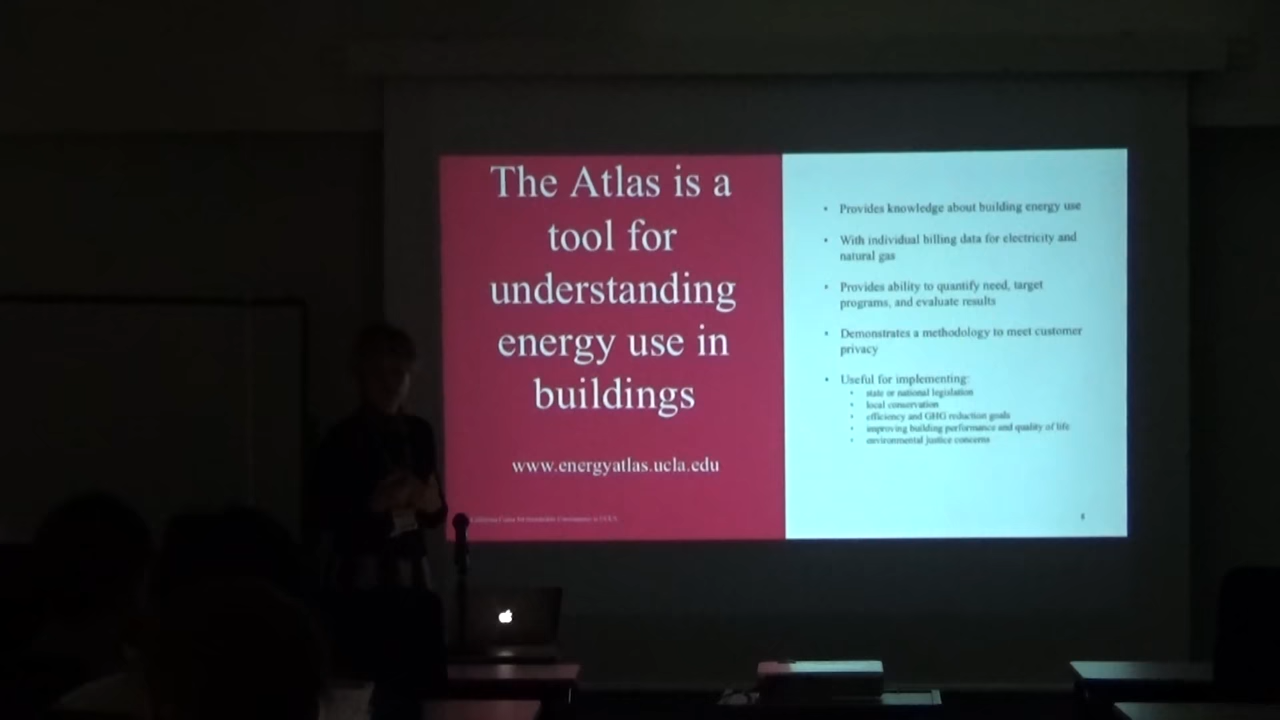 The Atlas is a
tool for
understanding
energy use in
buildings
www.energyatlas.ucla.edu
• Provides knowledge about building energy use
• With individual billing data for electricity and
natural gas
• Provides ability to quantify need, target
programs, and evaluate results
• Demonstrates a methodology to meet customer
privacy
• Useful for implementing:
• state or national legislation
• local conservation
• efficiency and GHG reduction goals
• improving building performance and quality of life
• environmental justice concerns